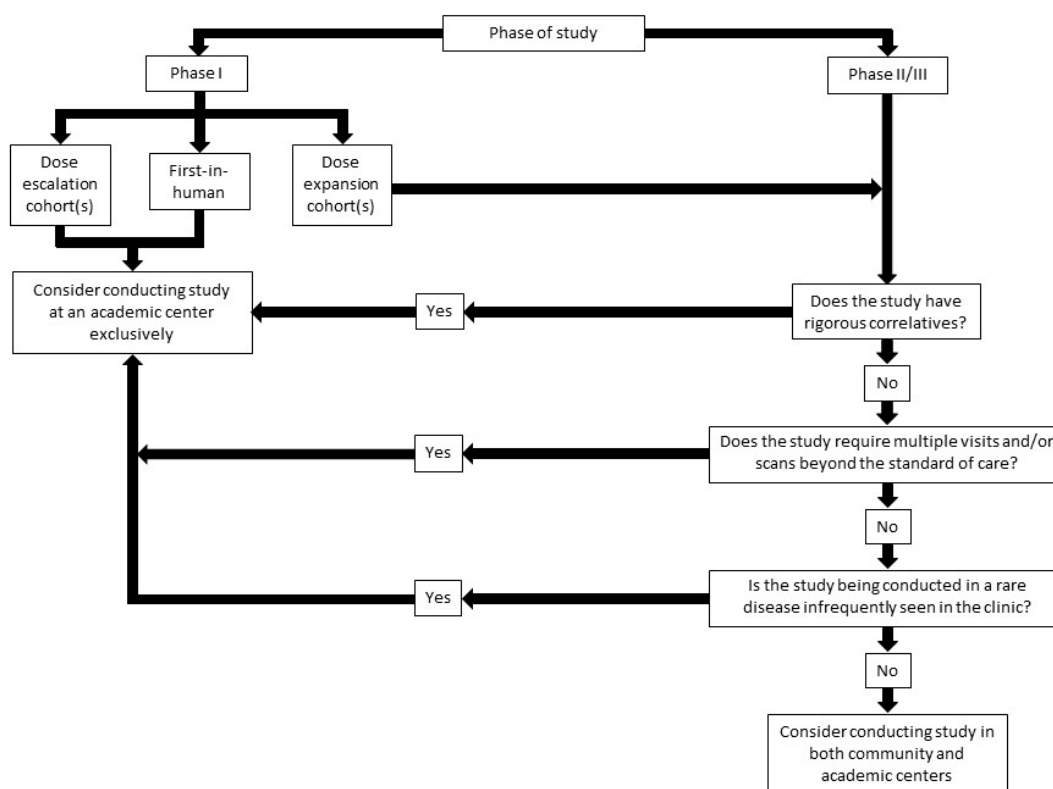 Phase of study
Phase I
Phase II/III
Dose
escalation
cohort(s)
First-in-
human
Dose
expansion
cohort(s)
Consider conducting study
at an academic center
exclusively
Yes
Does the study have
rigorous correlatives?
No
Yes
Does the study require multiple visits and/or
scans beyond the standard of care?
No
Yes
Is the study being conducted in a rare
disease infrequently seen in the clinic?
No
Consider conducting study in
both community and
academic centers